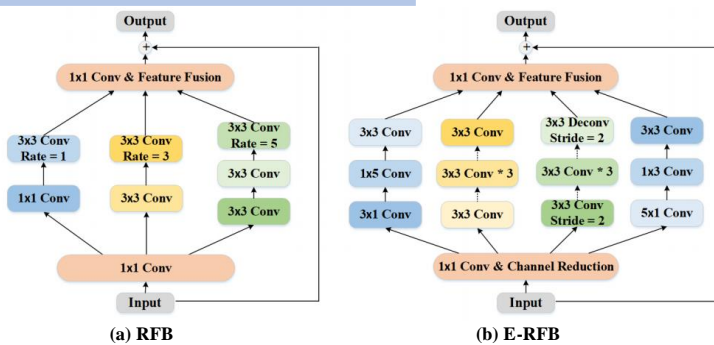 Output
+
1x1 Conv & Feature Fusion
3x3 Conv
Rate = 1
3x3 Conv
Rate = 3
3x3 Conv
Rate = 5
3x3 Conv
1x1 Conv
3x3 Conv
3x3 Conv
1x1 Conv
Input
(a) RFB
Output
+
1x1 Conv & Feature Fusion
3x3 Conv
3x3 Conv
3x3 Deconv
Stride = 2
3x3 Conv
1x5 Conv
3x3 Conv * 3
3x3 Conv * 3
1x3 Conv
3x1 Conv
3x3 Conv
3x3 Conv
Stride = 2
5x1 Conv
1x1 Conv & Channel Reduction
Input
(b) E-RFB